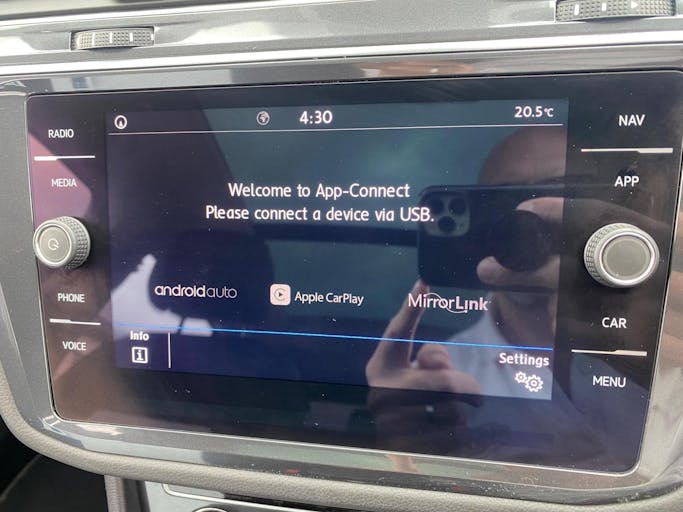 RADIO
MEDIA
PHONE
VOICE
4:30
20.5°C
Welcome to App-Connect
Please connect a device via USB.
androidauto
Apple CarPlay
MirrorLink
Info
i
Settings
NAV
APP
CAR
MENU